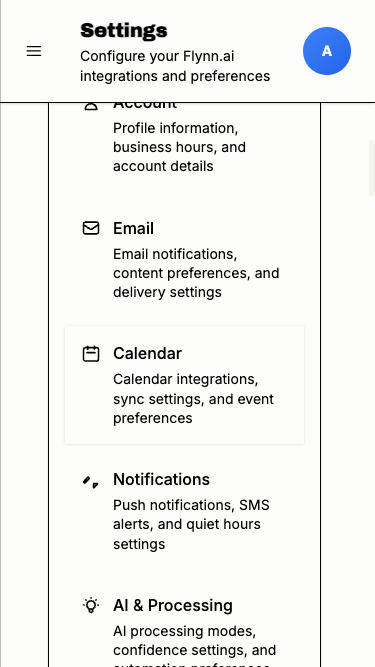 Settings
Configure your Flynn.ai
integrations and preferences
A
Account
Profile information,
business hours, and
account details
Email
Email notifications,
content preferences, and
delivery settings
Calendar
Calendar integrations,
sync settings, and event
preferences
Notifications
Push notifications, SMS
alerts, and quiet hours
settings
AI & Processing
AI processing modes,
confidence settings, and
automation preferences